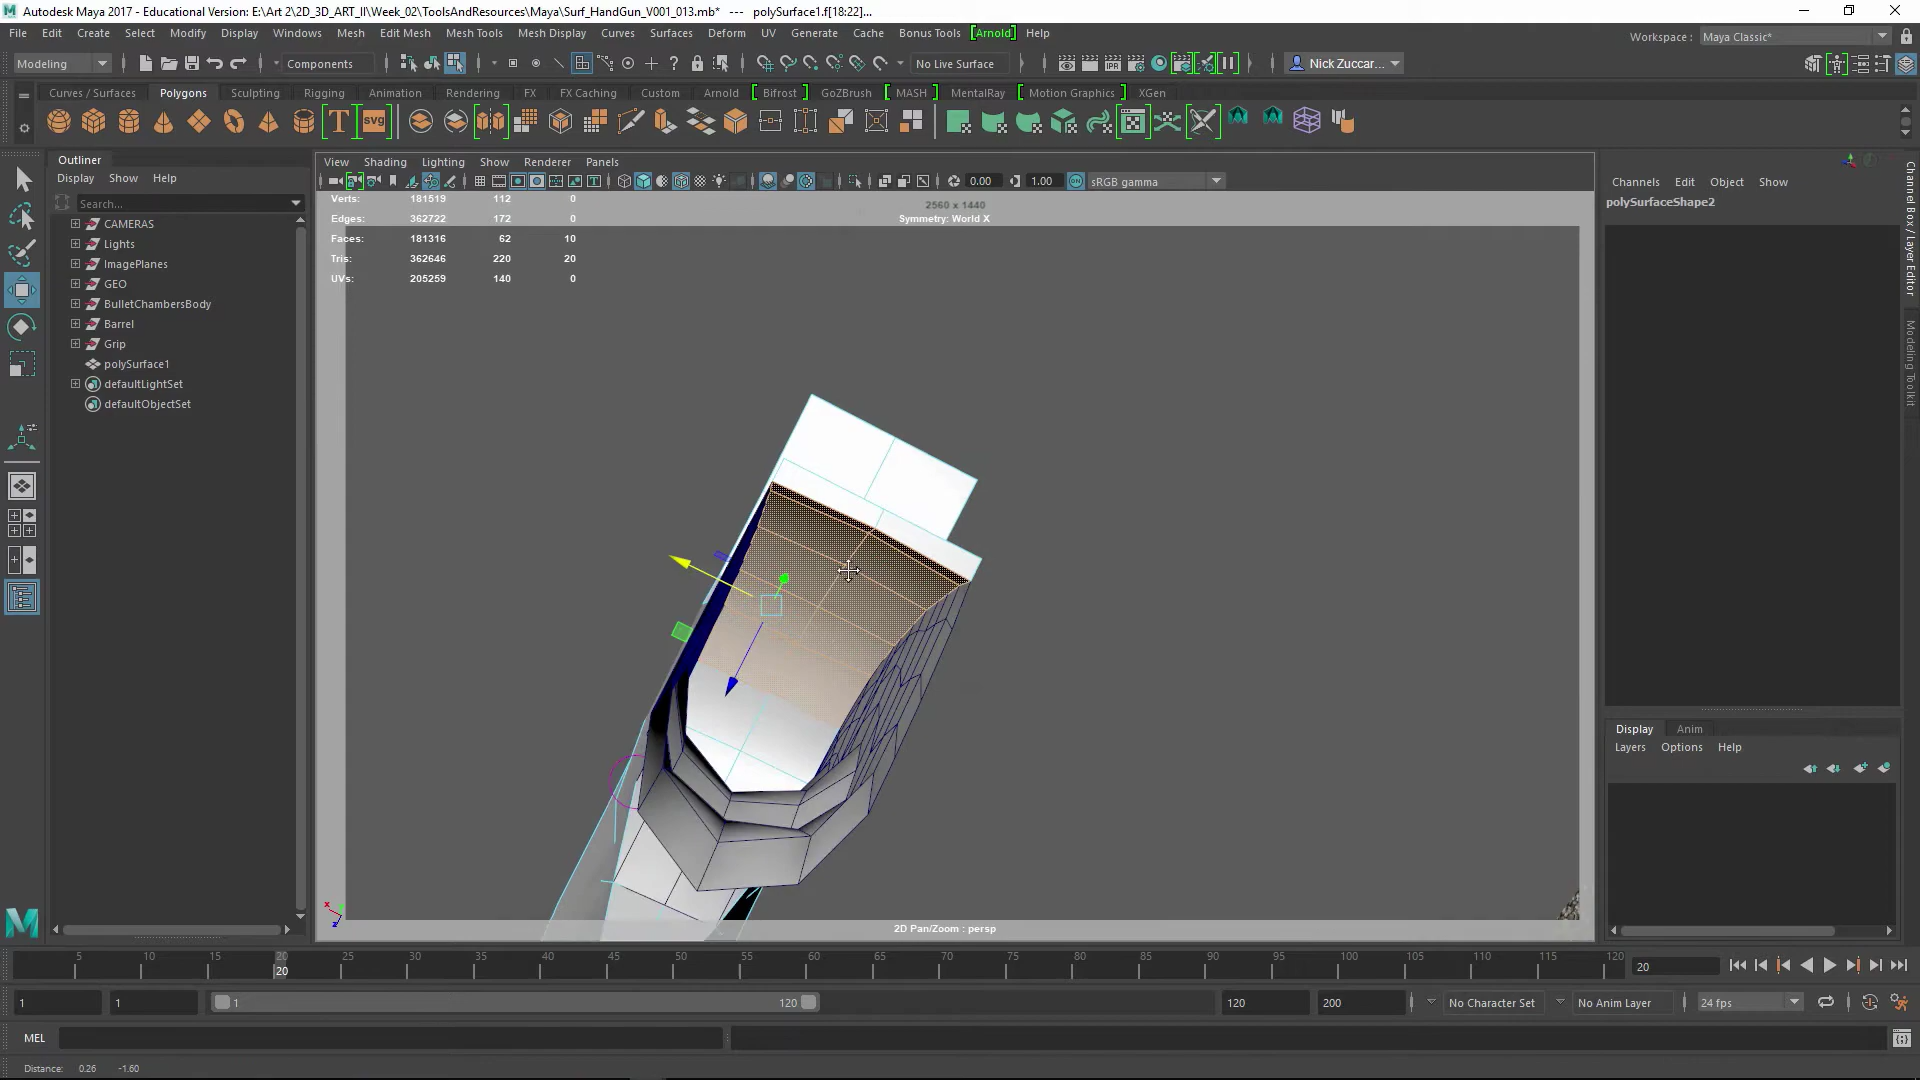 Autodesk Maya 2017 - Educational Version: E:\Art 2\2D_3D_ART_II\Week_02\ToolsAndResources\Maya\Surf_HandGun_V001_013.mb* --- polySurface1.f[18:22]...
File Edit Create Select Modify Display Windows Mesh Edit Mesh Mesh Tools Mesh Display Curves Surfaces Deform UV Generate Cache Bonus Tools [Arnold] Help
Workspace : Maya Classic*
Modeling Components No Live Surface Nick Zuccar...
Curves / Surfaces Polygons Sculpting Rigging Animation Rendering FX FX Caching Custom Arnold [ Bifrost ] GoZBrush [ MASH ] MentalRay [ Motion Graphics ] XGen
T svg
Outliner
Display Show Help
Search...
CAMERAS
Lights
ImagePlanes
GEO
BulletChambersBody
Barrel
Grip
polySurface1
defaultLightSet
defaultObjectSet
View Shading Lighting Show Renderer Panels
0.00 1.00 ON sRGB gamma
Verts: 181519 112 0
Edges: 362722 172 0
Faces: 181316 62 10
Tris: 362646 220 20
UVs: 205259 140 0
2560 x 1440
Symmetry: World X
2D Pan/Zoom : persp
Channels Edit Object Show
polySurfaceShape2
Channel Box / Layer Editor
Modeling Toolkit
Display Anim
Layers Options Help
5 10 15 20 25 30 35 40 45 50 55 60 65 70 75 80 85 90 95 100 105 110 115 120
20
20
1 1 1 120 120 200 No Character Set No Anim Layer 24 fps
MEL
Distance: 0.26 -1.60